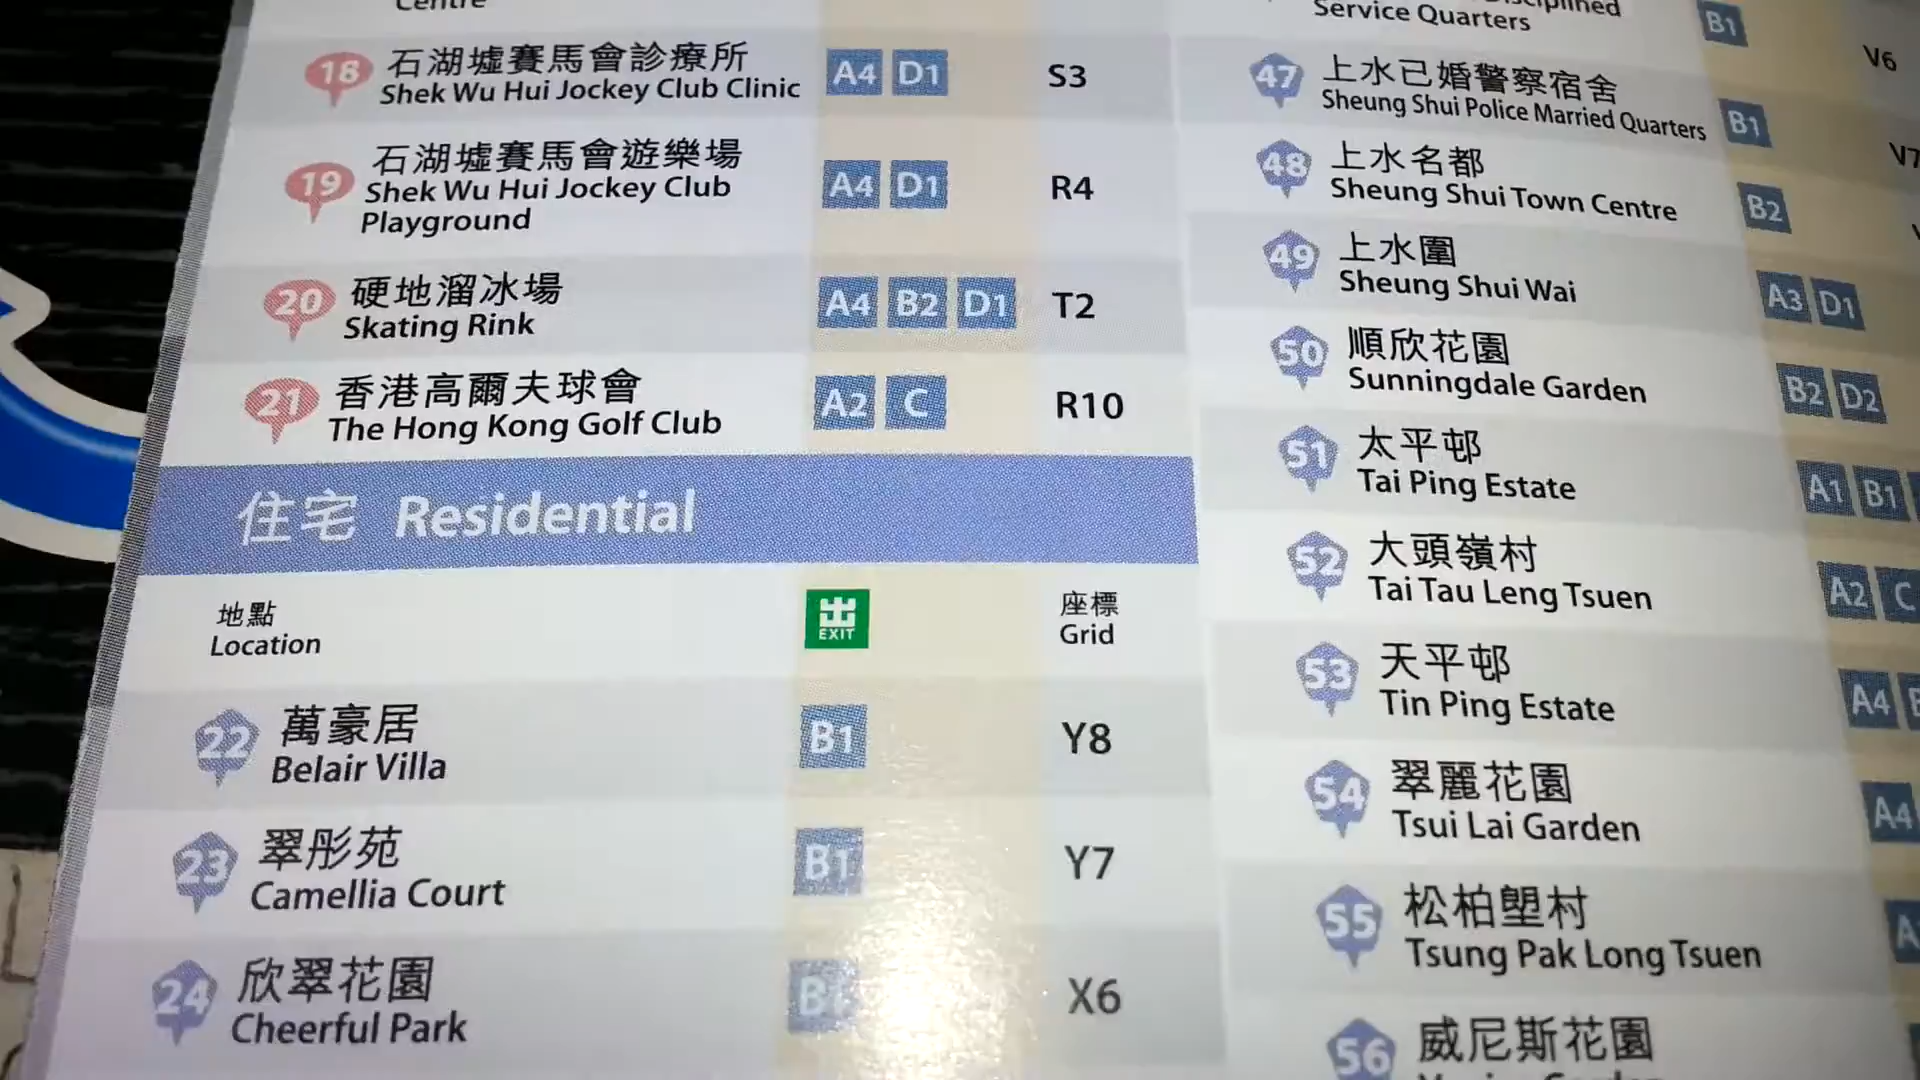 Centre
18 石湖墟賽馬會診療所 A4 D1 S3
Shek Wu Hui Jockey Club Clinic
19 石湖墟賽馬會遊樂場 A4 D1 R4
Shek Wu Hui Jockey Club
Playground
20 硬地溜冰場 A4 B2 D1 T2
Skating Rink
21 香港高爾夫球會 A2 C R10
The Hong Kong Golf Club
住宅 Residential
地點 出 座標
Location EXIT Grid
22 萬豪居 B1 Y8
Belair Villa
23 翠彤苑 B1 Y7
Camellia Court
24 欣翠花園 B1 X6
Cheerful Park
Disciplined
Service Quarters B1 V6
47 上水已婚警察宿舍 B1 V7
Sheung Shui Police Married Quarters
48 上水名都 B2
Sheung Shui Town Centre
49 上水圍 A3 D1
Sheung Shui Wai
50 順欣花園 B2 D2
Sunningdale Garden
51 太平邨 A1 B1
Tai Ping Estate
52 大頭嶺村 A2 C
Tai Tau Leng Tsuen
53 天平邨 A4
Tin Ping Estate
54 翠麗花園 A4
Tsui Lai Garden
55 松柏塱村
Tsung Pak Long Tsuen
56 威尼斯花園